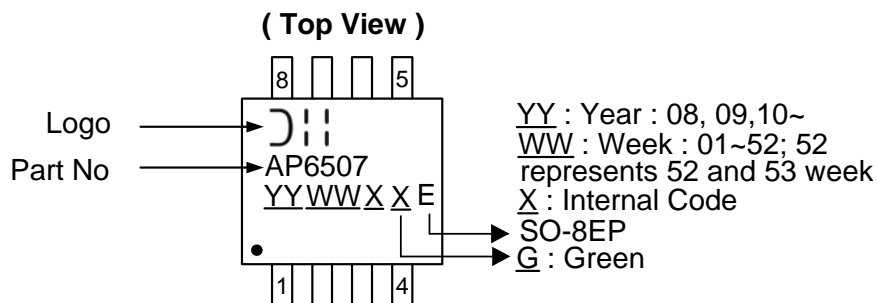 ( Top View )
8 5
Logo
Part No
AP6507
YYWWX X E
1 4
YY : Year : 08, 09,10~
WW : Week : 01~52; 52
represents 52 and 53 week
X : Internal Code
SO-8EP
G : Green